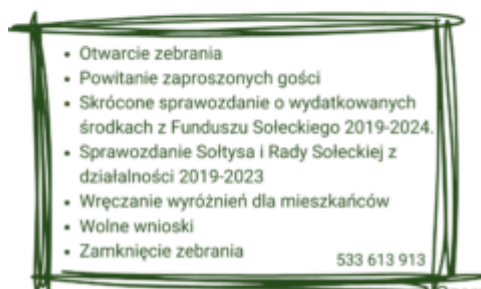 • Otwarcie zebrania
• Powitanie zaproszonych gości
• Skrócone sprawozdanie o wydatkowanych
środkach z Funduszu Sołeckiego 2019-2024.
• Sprawozdanie Sołtysa i Rady Sołeckiej z
działalności 2019-2023
• Wręczanie wyróżnień dla mieszkańców
• Wolne wnioski
• Zamknięcie zebrania
533 613 913